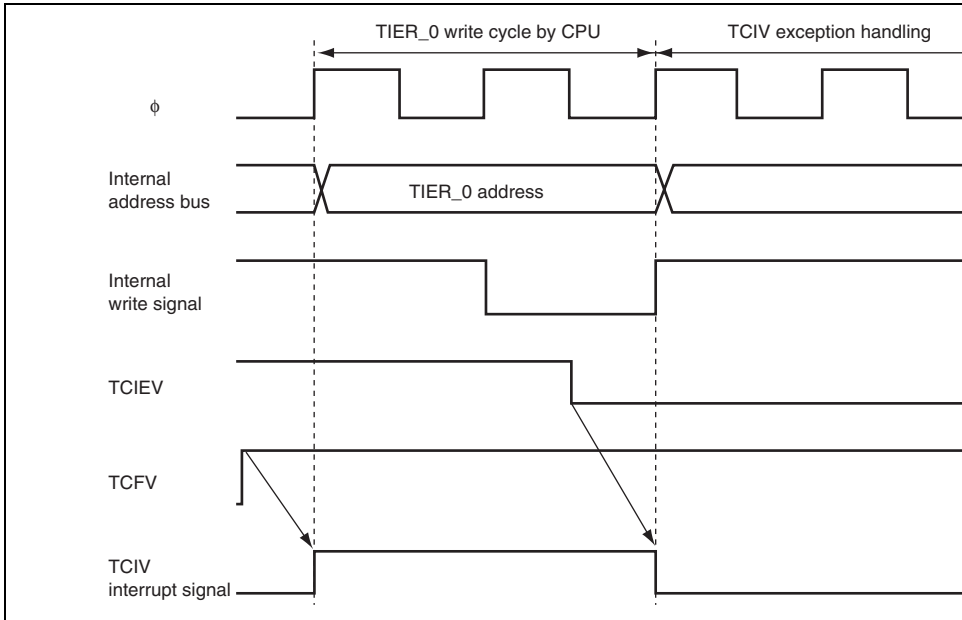 TIER_0 write cycle by CPU
TCIV exception handling
ϕ
Internal
address bus
TIER_0 address
Internal
write signal
TCIEV
TCFV
TCIV
interrupt signal